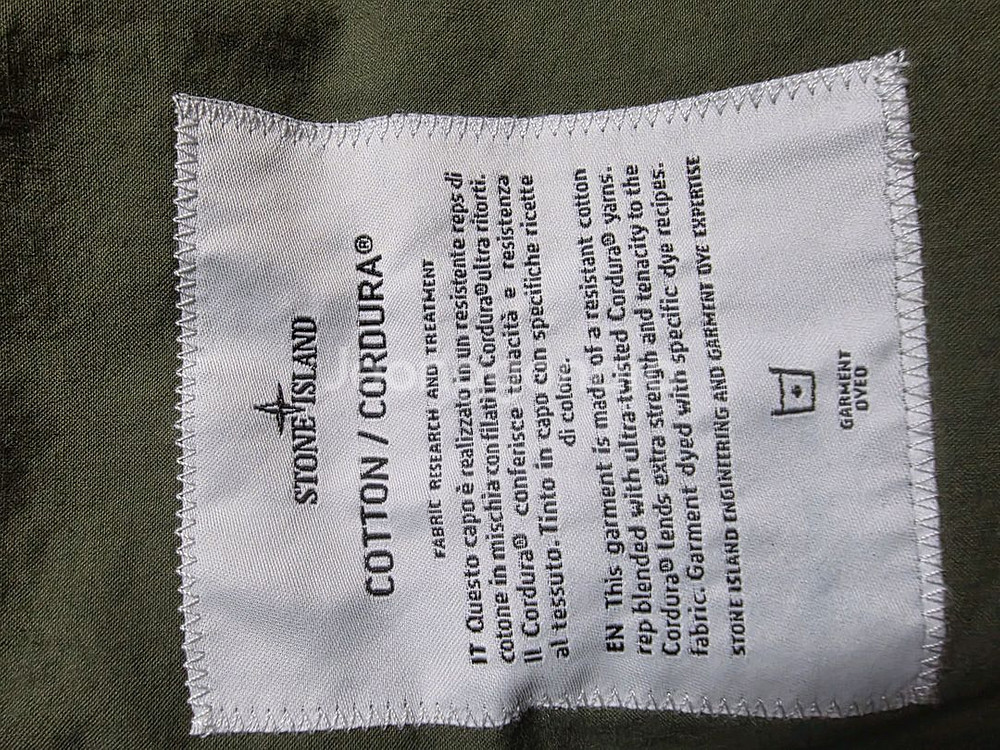 STONE ISLAND
COTTON / CORDURA®
FABRIC RESEARCH AND TREATMENT
IT Questo capo è realizzato in un resistente reps di
cotone in mischia con filati in Cordura® ultra ritorti.
Il Cordura® conferisce tenacità e resistenza
al tessuto. Tinto in capo con specifiche ricette
di colore.
EN This garment is made of a resistant cotton
rep blended with ultra-twisted Cordura® yarns.
Cordura® lends extra strength and tenacity to the
fabric. Garment dyed with specific dye recipes.
STONE ISLAND ENGINEERING AND GARMENT DYE EXPERTISE
GARMENT
DYED